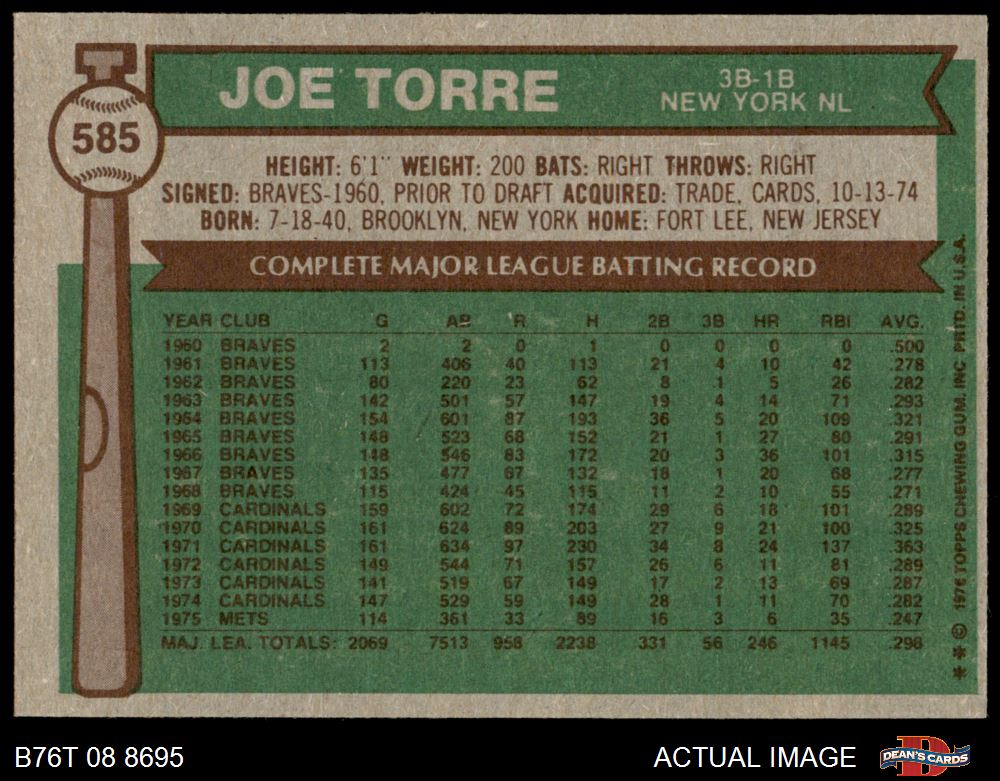 JOE TORRE
3B-1B
NEW YORK NL
585
HEIGHT: 6'1" WEIGHT: 200 BATS: RIGHT THROWS: RIGHT
SIGNED: BRAVES-1960, PRIOR TO DRAFT ACQUIRED: TRADE, CARDS, 10-13-74
BORN: 7-18-40, BROOKLYN, NEW YORK HOME: FORT LEE, NEW JERSEY
COMPLETE MAJOR LEAGUE BATTING RECORD
YEAR CLUB G AB R H 2B 3B HR RBI AVG.
1960 BRAVES 2 2 0 1 0 0 0 0 .500
1961 BRAVES 113 406 40 113 21 4 10 42 .278
1962 BRAVES 80 220 23 62 8 1 5 26 .282
1963 BRAVES 142 501 57 147 19 4 14 71 .293
1964 BRAVES 154 601 87 193 36 5 20 109 .321
1965 BRAVES 148 523 68 152 21 1 27 80 .291
1966 BRAVES 148 546 83 172 20 3 36 101 .315
1967 BRAVES 135 477 67 132 18 1 20 68 .277
1968 BRAVES 115 424 45 115 11 2 10 55 .271
1969 CARDINALS 159 602 72 174 29 6 18 101 .289
1970 CARDINALS 161 624 89 203 27 9 21 100 .325
1971 CARDINALS 161 634 97 230 34 8 24 137 .363
1972 CARDINALS 149 544 71 157 26 6 11 81 .289
1973 CARDINALS 141 519 67 149 17 2 13 69 .287
1974 CARDINALS 147 529 59 149 28 1 11 70 .282
1975 METS 114 361 33 89 16 3 6 35 .247
MAJ. LEA. TOTALS: 2069 7513 958 2238 331 56 246 1145 .298
* * © 1976 TOPPS CHEWING GUM, INC. PRTD. IN U.S.A.
B76T 08 8695
ACTUAL IMAGE
DEAN'S CARDS